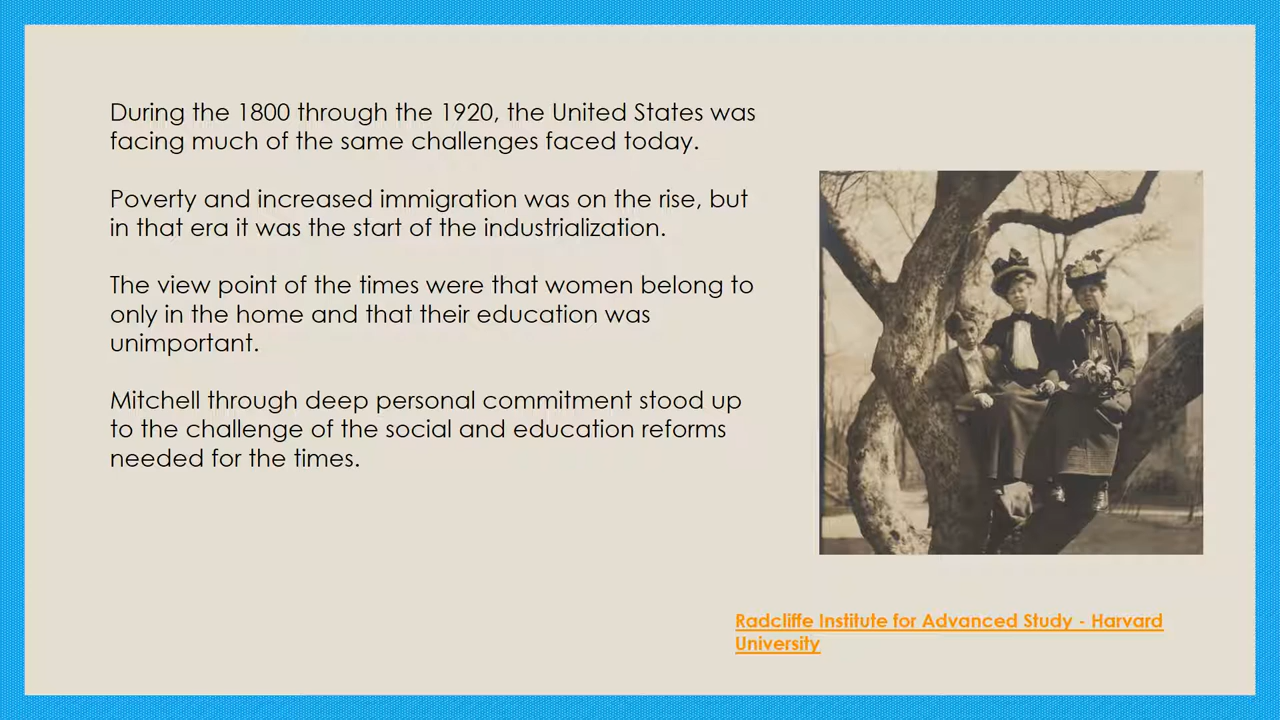 During the 1800 through the 1920, the United States was
facing much of the same challenges faced today.
Poverty and increased immigration was on the rise, but
in that era it was the start of the industrialization.
The view point of the times were that women belong to
only in the home and that their education was
unimportant.
Mitchell through deep personal commitment stood up
to the challenge of the social and education reforms
needed for the times.
Radcliffe Institute for Advanced Study - Harvard
University